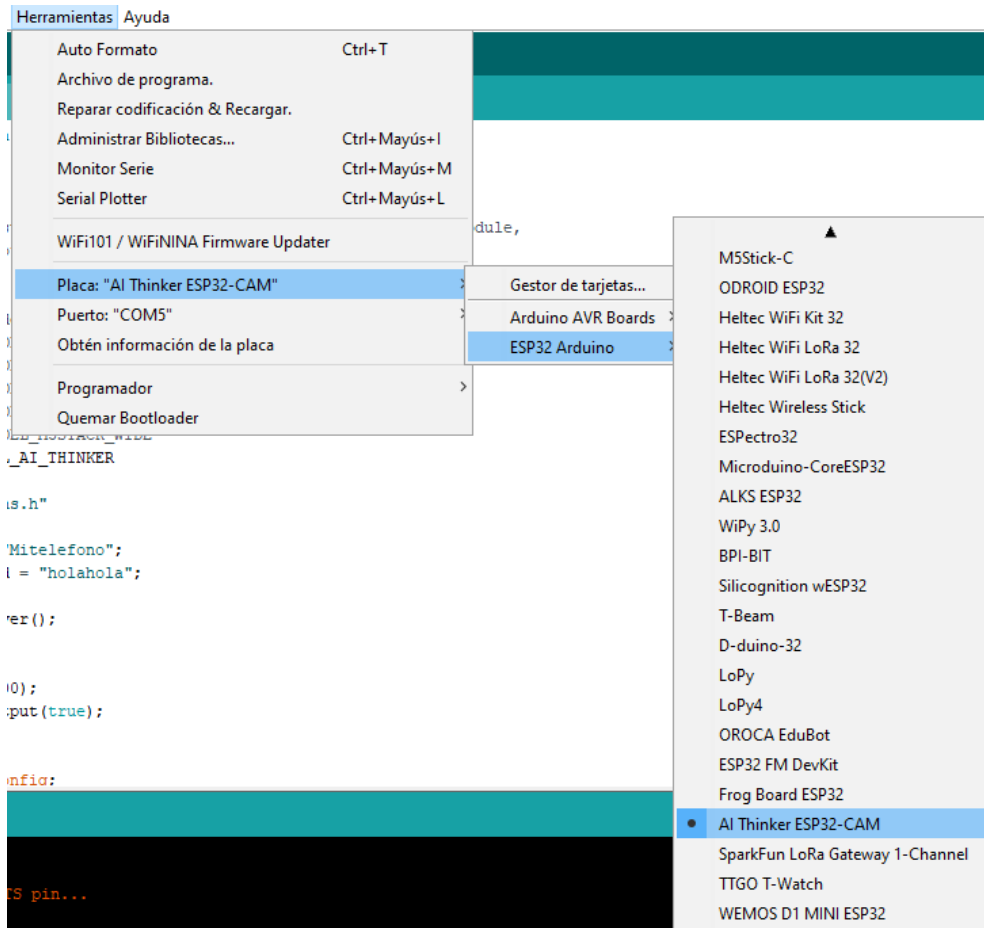 Herramientas Ayuda
Auto Formato Ctrl+T
Archivo de programa.
Reparar codificación & Recargar.
Administrar Bibliotecas... Ctrl+Mayús+I
Monitor Serie Ctrl+Mayús+M
Serial Plotter Ctrl+Mayús+L
WiFi101 / WiFiNINA Firmware Updater
Placa: "AI Thinker ESP32-CAM"
Puerto: "COM5"
Obtén información de la placa
Programador
Quemar Bootloader
Gestor de tarjetas...
Arduino AVR Boards
ESP32 Arduino
M5Stick-C
ODROID ESP32
Heltec WiFi Kit 32
Heltec WiFi LoRa 32
Heltec WiFi LoRa 32(V2)
Heltec Wireless Stick
ESPectro32
Microduino-CoreESP32
ALKS ESP32
WiPy 3.0
BPI-BIT
Silicognition wESP32
T-Beam
D-duino-32
LoPy
LoPy4
OROCA EduBot
ESP32 FM DevKit
Frog Board ESP32
AI Thinker ESP32-CAM
SparkFun LoRa Gateway 1-Channel
TTGO T-Watch
WEMOS D1 MINI ESP32
dule,
_AI_THINKER
s.h"
"Mitelefono";
= "holahola";
ver();
0);
put(true);
nfig;
TS pin...